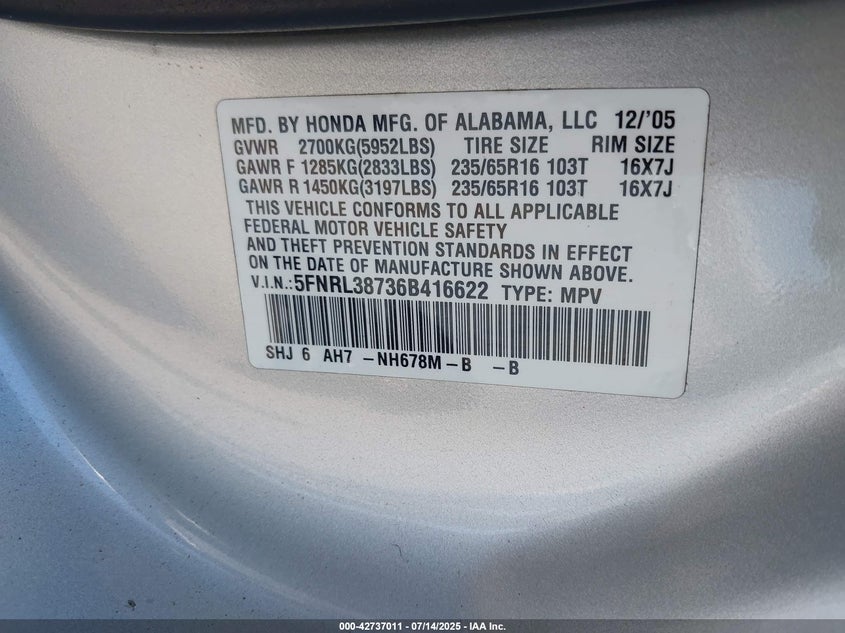 MFD. BY HONDA MFG. OF ALABAMA, LLC 12/'05
GVWR 2700KG(5952LBS) TIRE SIZE RIM SIZE
GAWR F 1285KG(2833LBS) 235/65R16 103T 16X7J
GAWR R 1450KG(3197LBS) 235/65R16 103T 16X7J
THIS VEHICLE CONFORMS TO ALL APPLICABLE
FEDERAL MOTOR VEHICLE SAFETY
AND THEFT PREVENTION STANDARDS IN EFFECT
ON THE DATE OF MANUFACTURE SHOWN ABOVE.
V.I.N.:5FNRL38736B416622 TYPE: MPV
SHJ 6 AH7 -NH678M-B -B
000-42737011 - 07/14/2025 - IAA Inc.